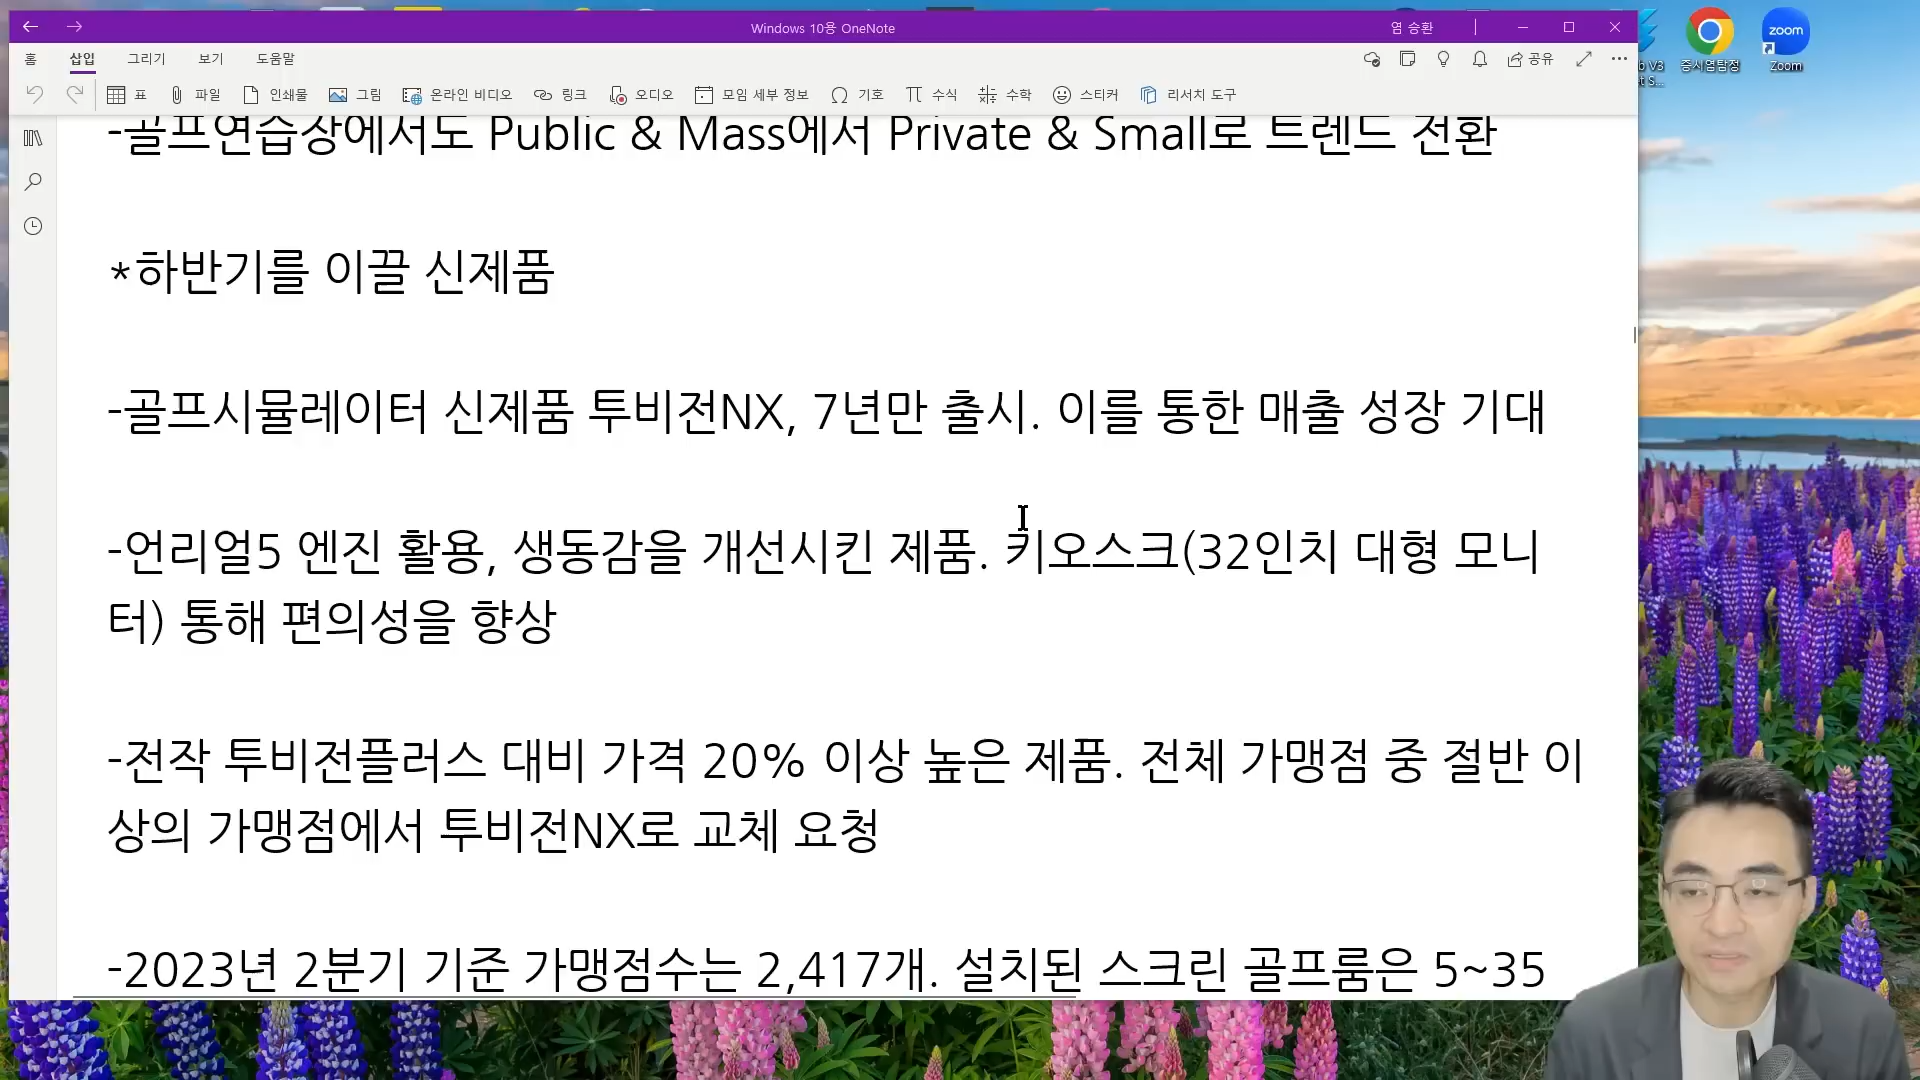 Windows 10용 OneNote
염 승환
홈 삽입 그리기 보기 도움말
공유
표 파일 인쇄물 그림 온라인 비디오 링크 오디오 모임 세부 정보 기호 수식 수학 스티커 리서치 도구
zoom
증시염탐정
Zoom
-골프연습장에서도 Public & Mass에서 Private & Small로 트렌드 전환
*하반기를 이끌 신제품
-골프시뮬레이터 신제품 투비전NX, 7년만 출시. 이를 통한 매출 성장 기대
-언리얼5 엔진 활용, 생동감을 개선시킨 제품. 키오스크(32인치 대형 모니
터) 통해 편의성을 향상
-전작 투비전플러스 대비 가격 20% 이상 높은 제품. 전체 가맹점 중 절반 이
상의 가맹점에서 투비전NX로 교체 요청
-2023년 2분기 기준 가맹점수는 2,417개. 설치된 스크린 골프룸은 5~35